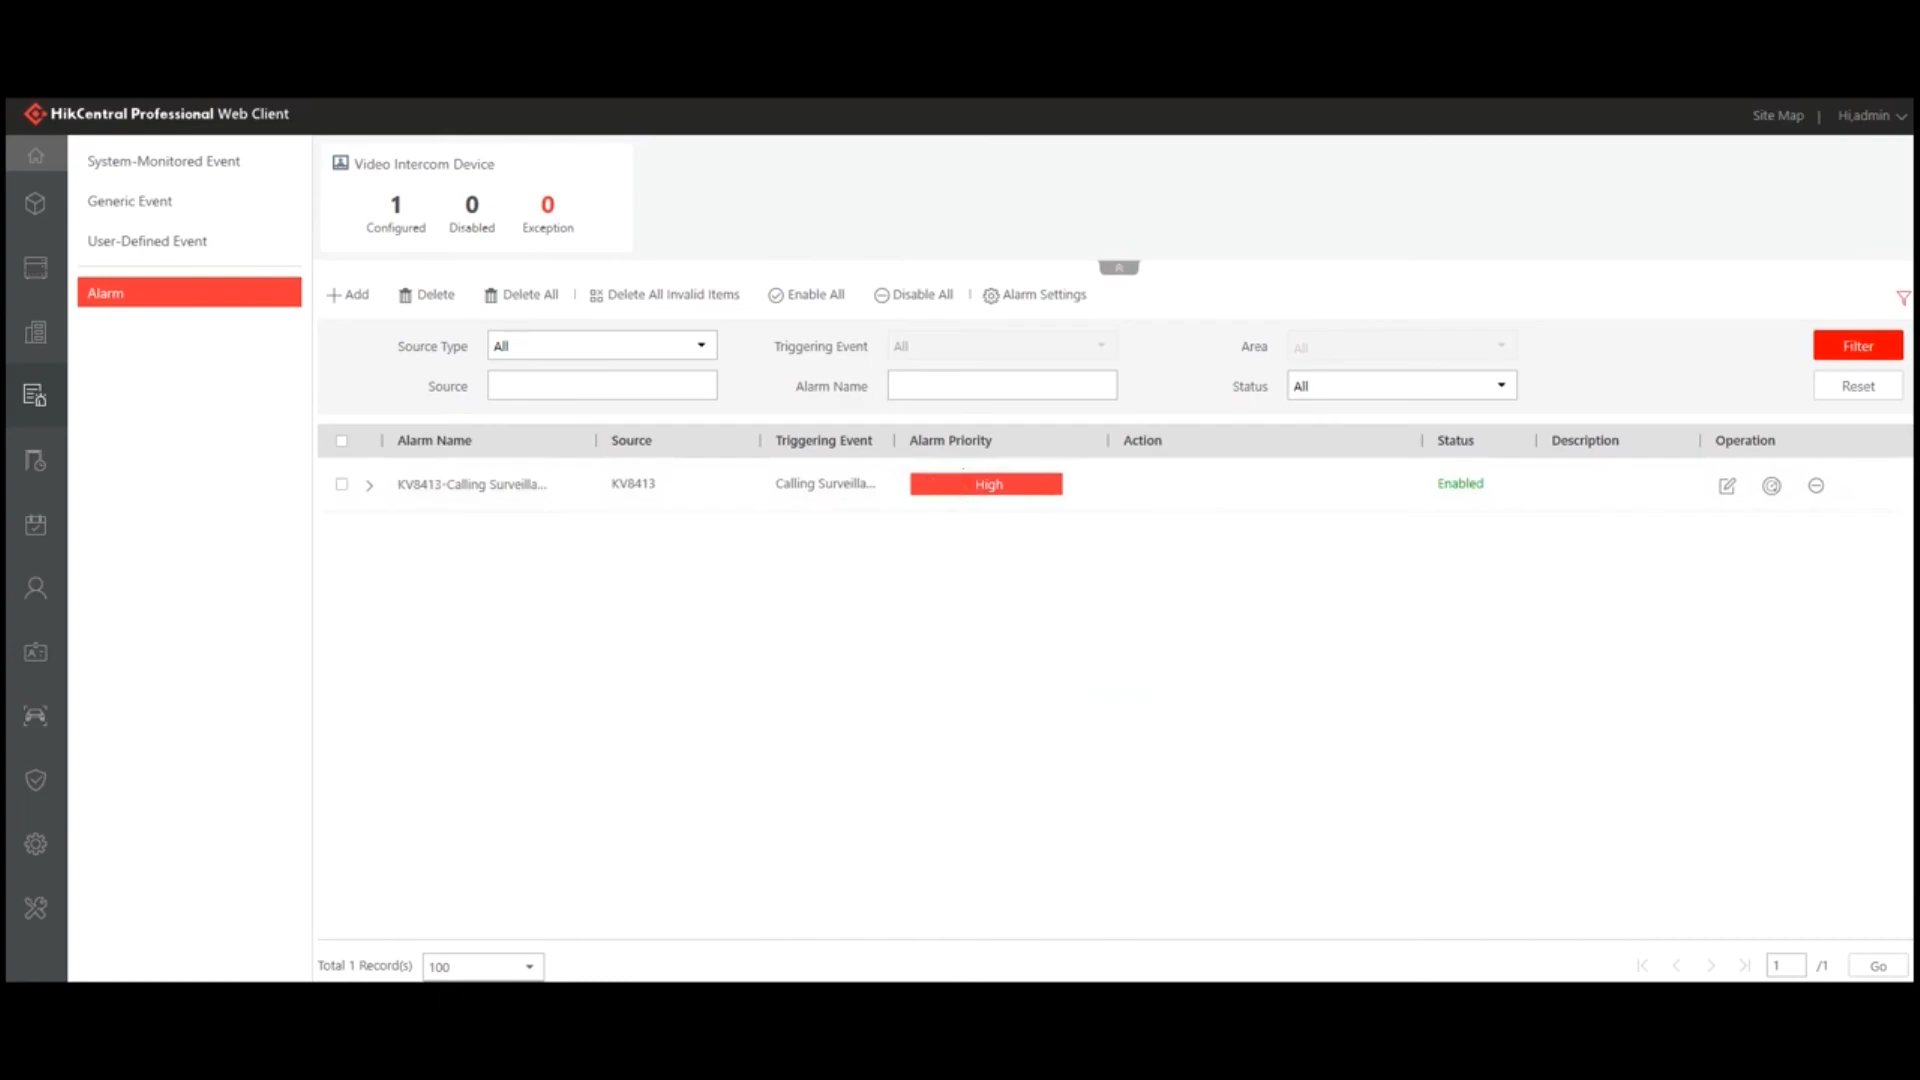 HikCentral Professional Web Client
Site Map | Hi,admin
System-Monitored Event
Generic Event
User-Defined Event
Alarm
Video Intercom Device
1 0 0
Configured Disabled Exception
Add Delete Delete All | Delete All Invalid Items Enable All Disable All | Alarm Settings
Source Type All Triggering Event All Area All Filter
Source Alarm Name Status All Reset
Alarm Name | Source | Triggering Event | Alarm Priority | Action | Status | Description | Operation
KV8413-Calling Surveilla... KV8413 Calling Surveilla... High Enabled
Total 1 Record(s) 100 1 /1 Go